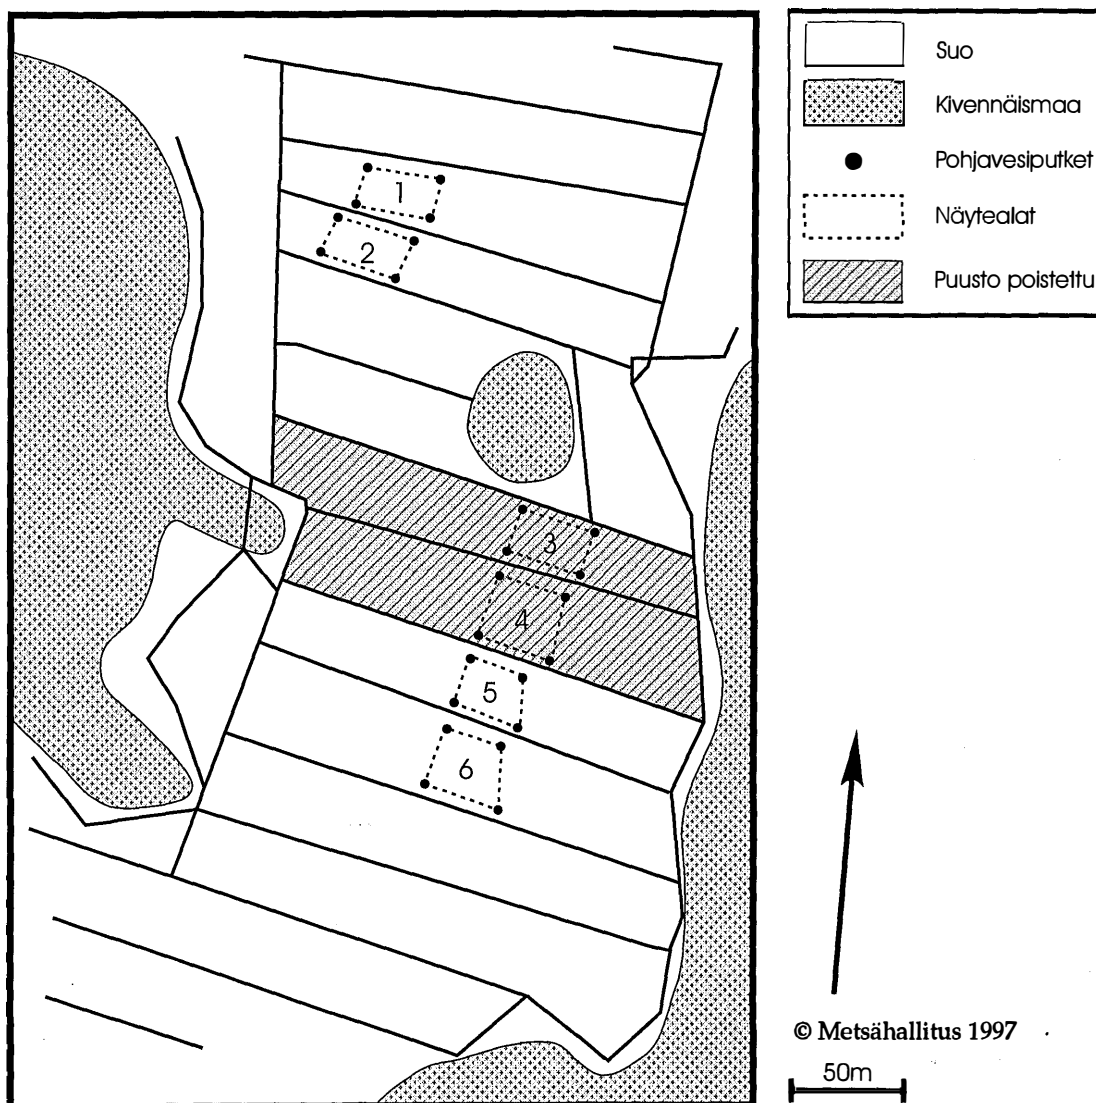 Suo
Kivennäismaa
Pohjavesiputket
Näytealat
Puusto poistettu
1
2
3
4
5
6
© Metsähallitus 1997
50m